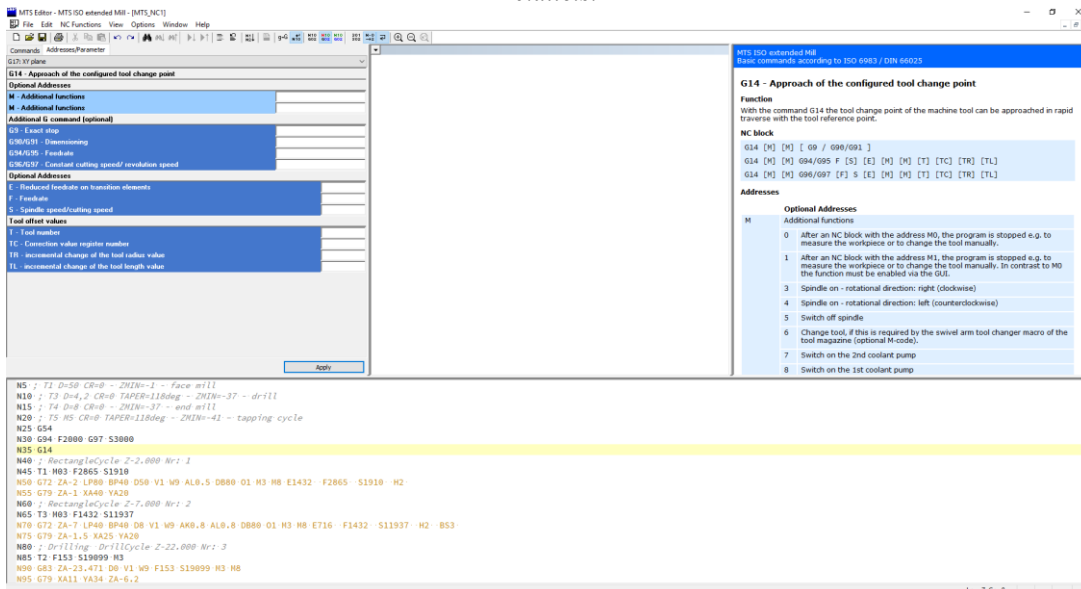 MTS Editor - MTS ISO extended Mill - [MTS_NC1]
File Edit NC Functions View Options Window Help
Commands Addresses/Parameter
G17: XY plane
G14 - Approach of the configured tool change point
Optional Addresses
M - Additional functions
M - Additional functions
Additional G command (optional)
G9 - Exact stop
G90/G91 - Dimensioning
G94/G95 - Feedrate
G96/G97 - Constant cutting speed/ revolution speed
Optional Addresses
E - Reduced feedrate on transition elements
F - Feedrate
S - Spindle speed/cutting speed
Tool offset values
T - Tool number
TC - Correction value register number
TR - incremental change of the tool radius value
TL - incremental change of the tool length value
Apply
MTS ISO extended Mill
Basic commands according to ISO 6983 / DIN 66025
G14 - Approach of the configured tool change point
Function
With the command G14 the tool change point of the machine tool can be approached in rapid
traverse with the tool reference point.
NC block
G14 [M] [M] [ G9 / G90/G91 ]
G14 [M] [M] G94/G95 F [S] [E] [M] [M] [T] [TC] [TR] [TL]
G14 [M] [M] G96/G97 [F] S [E] [M] [M] [T] [TC] [TR] [TL]
Addresses
Optional Addresses
M Additional functions
0 After an NC block with the address M0, the program is stopped e.g. to
measure the workpiece or to change the tool manually.
1 After an NC block with the address M1, the program is stopped e.g. to
measure the workpiece or to change the tool manually. In contrast to M0
the function must be enabled via the GUI.
3 Spindle on - rotational direction: right (clockwise)
4 Spindle on - rotational direction: left (counterclockwise)
5 Switch off spindle
6 Change tool, if this is required by the swivel arm tool changer macro of the
tool magazine (optional M-code).
7 Switch on the 2nd coolant pump
8 Switch on the 1st coolant pump
N5 ; T1 D=50 CR=0 - ZMIN=-1 - face mill
N10 ; T3 D=4,2 CR=0 TAPER=118deg - ZMIN=-37 - drill
N15 ; T4 D=8 CR=0 - ZMIN=-37 - end mill
N20 ; T5 M5 CR=0 TAPER=118deg - ZMIN=-41 - tapping cycle
N25 G54
N30 G94 F2000 G97 S3000
N35 G14
N40 ; RectangleCycle Z-2.000 Nr: 1
N45 T1 M03 F2865 S1910
N50 G72 ZA-2 LP80 BP40 D50 V1 W9 AL0.5 DB80 O1 M3 M8 E1432 F2865 S1910 H2
N55 G79 ZA-1 XA40 YA20
N60 ; RectangleCycle Z-7.000 Nr: 2
N65 T3 M03 F1432 S11937
N70 G72 ZA-7 LP40 BP40 D8 V1 W9 AK0.8 AL0.8 DB80 O1 M3 M8 E716 F1432 S11937 H2 BS3
N75 G79 ZA-1.5 XA25 YA20
N80 ; Drilling DrillCycle Z-22.000 Nr: 3
N85 T2 F153 S19099 M3
N90 G83 ZA-23.471 D0 V1 W9 F153 S19099 M3 M8
N95 G79 XA11 YA34 ZA-6.2